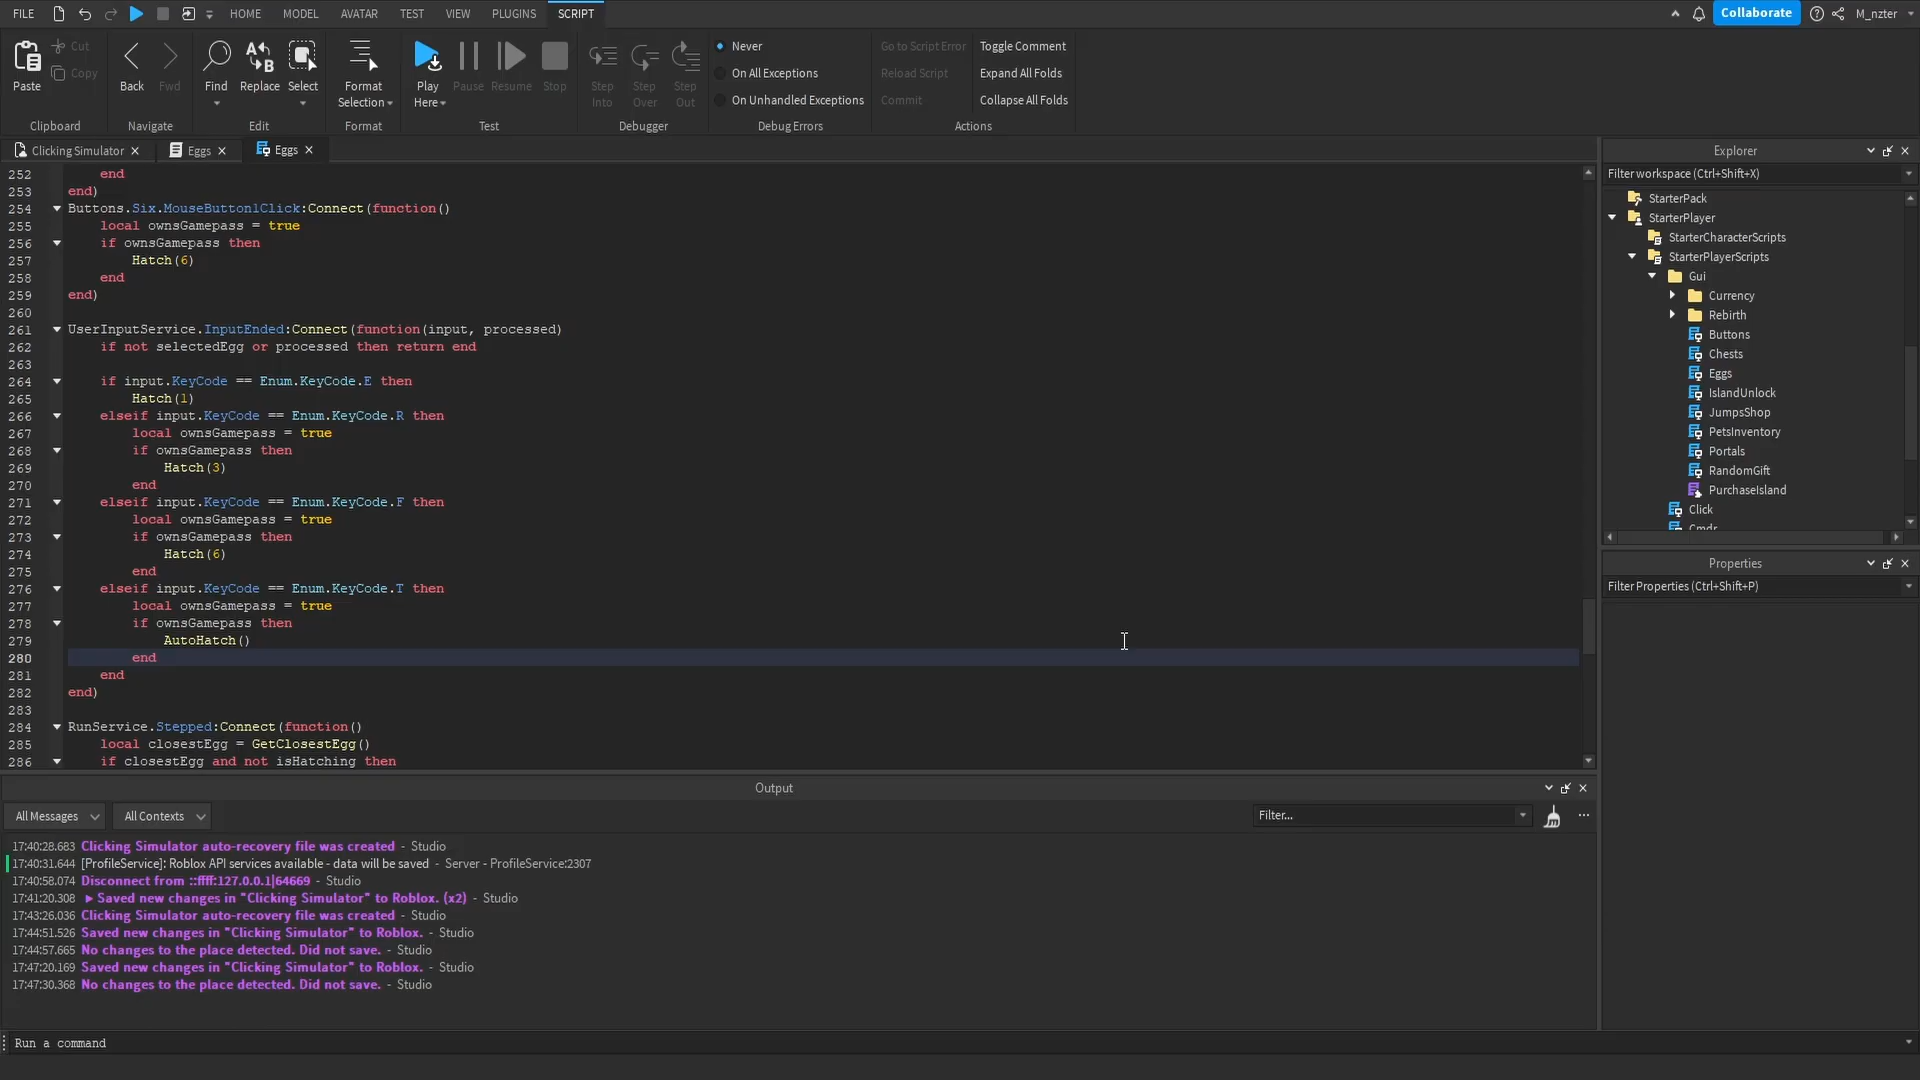 FILE HOME MODEL AVATAR TEST VIEW PLUGINS SCRIPT Collaborate M_nzter
Paste Cut Copy
Clipboard
Back Fwd
Navigate
Find Replace Select
Edit
Format Selection
Format
Play Here Pause Resume Stop
Test
Step Into Step Over Step Out
Debugger
Never
On All Exceptions
On Unhandled Exceptions
Debug Errors
Go to Script Error
Reload Script
Commit
Toggle Comment
Expand All Folds
Collapse All Folds
Actions
Clicking Simulator Eggs Eggs
252 end
253 end)
254 Buttons.Six.MouseButton1Click:Connect(function()
255 local ownsGamepass = true
256 if ownsGamepass then
257 Hatch(6)
258 end
259 end)
260
261 UserInputService.InputEnded:Connect(function(input, processed)
262 if not selectedEgg or processed then return end
263
264 if input.KeyCode == Enum.KeyCode.E then
265 Hatch(1)
266 elseif input.KeyCode == Enum.KeyCode.R then
267 local ownsGamepass = true
268 if ownsGamepass then
269 Hatch(3)
270 end
271 elseif input.KeyCode == Enum.KeyCode.F then
272 local ownsGamepass = true
273 if ownsGamepass then
274 Hatch(6)
275 end
276 elseif input.KeyCode == Enum.KeyCode.T then
277 local ownsGamepass = true
278 if ownsGamepass then
279 AutoHatch()
280 end
281 end
282 end)
283
284 RunService.Stepped:Connect(function()
285 local closestEgg = GetClosestEgg()
286 if closestEgg and not isHatching then
Explorer
Filter workspace (Ctrl+Shift+X)
StarterPack
StarterPlayer
StarterCharacterScripts
StarterPlayerScripts
Gui
Currency
Rebirth
Buttons
Chests
Eggs
IslandUnlock
JumpsShop
PetsInventory
Portals
RandomGift
PurchaseIsland
Click
Cmdr
Properties
Filter Properties (Ctrl+Shift+P)
Output
All Messages All Contexts Filter...
17:40:28.683 Clicking Simulator auto-recovery file was created - Studio
17:40:31.644 [ProfileService]: Roblox API services available - data will be saved - Server - ProfileService:2307
17:40:58.074 Disconnect from ::ffff:127.0.0.1|64669 - Studio
17:41:20.308 ▶ Saved new changes in "Clicking Simulator" to Roblox. (x2) - Studio
17:43:26.036 Clicking Simulator auto-recovery file was created - Studio
17:44:51.526 Saved new changes in "Clicking Simulator" to Roblox. - Studio
17:44:57.665 No changes to the place detected. Did not save. - Studio
17:47:20.169 Saved new changes in "Clicking Simulator" to Roblox. - Studio
17:47:30.368 No changes to the place detected. Did not save. - Studio
Run a command